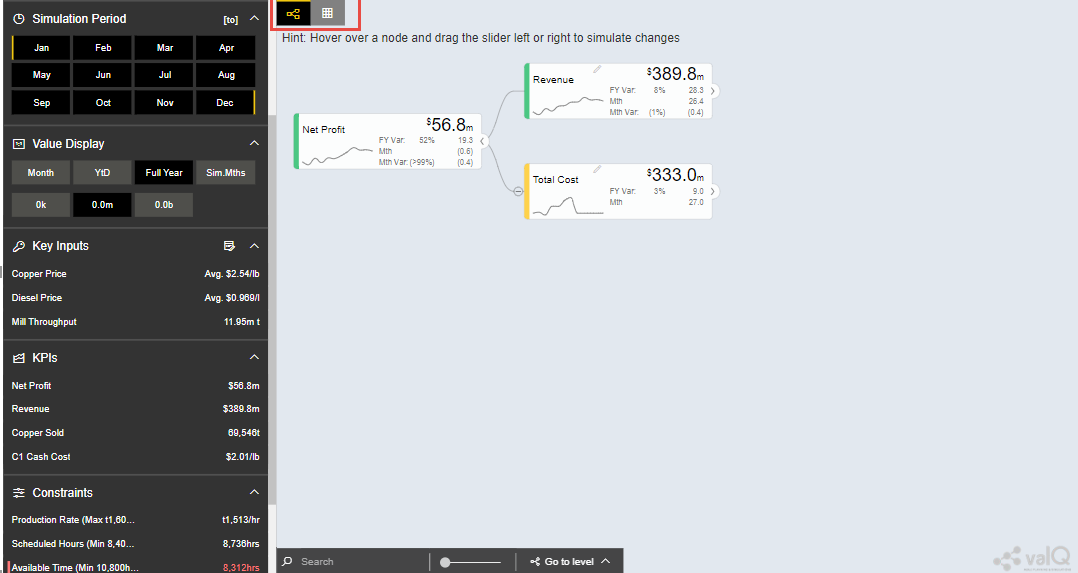 Simulation Period [to]
Jan Feb Mar Apr
May Jun Jul Aug
Sep Oct Nov Dec
Value Display
Month YtD Full Year Sim.Mths
0k 0.0m 0.0b
Key Inputs
Copper Price Avg. $2.54/lb
Diesel Price Avg. $0.969/l
Mill Throughput 11.95m t
KPIs
Net Profit $56.8m
Revenue $389.8m
Copper Sold 69,546t
C1 Cash Cost $2.01/lb
Constraints
Production Rate (Max t1,60... t1,513/hr
Scheduled Hours (Min 8,40... 8,736hrs
Available Time (Min 10,800h... 8,312hrs
Hint: Hover over a node and drag the slider left or right to simulate changes
Net Profit $56.8m
FY Var: 52% 19.3
Mth (0.6)
Mth Var: (>99%) (0.4)
Revenue $389.8m
FY Var: 8% 28.3
Mth 26.4
Mth Var: (1%) (0.4)
Total Cost $333.0m
FY Var: 3% 9.0
Mth 27.0
Search Go to level
valQ